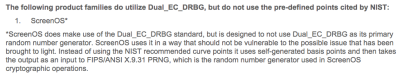 The following product families do utilize Dual_EC_DRBG, but do not use the pre-defined points cited by NIST:
1. ScreenOS*
*ScreenOS does make use of the Dual_EC_DRBG standard, but is designed to not use Dual_EC_DRBG as its primary
random number generator. ScreenOS uses it in a way that should not be vulnerable to the possible issue that has been
brought to light. Instead of using the NIST recommended curve points it uses self-generated basis points and then takes
the output as an input to FIPS/ANSI X.9.31 PRNG, which is the random number generator used in ScreenOS
cryptographic operations.